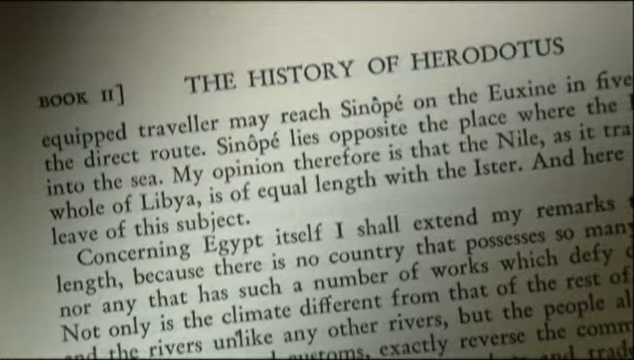 BOOK II] THE HISTORY OF HERODOTUS
equipped traveller may reach Sinôpé on the Euxine in five
the direct route. Sinôpé lies opposite the place where the
into the sea. My opinion therefore is that the Nile, as it tra
whole of Libya, is of equal length with the Ister. And here
leave of this subject.
Concerning Egypt itself I shall extend my remarks
length, because there is no country that possesses so many
nor any that has such a number of works which defy
Not only is the climate different from that of the rest of
and the rivers unlike any other rivers, but the people al
customs, exactly reverse the comm